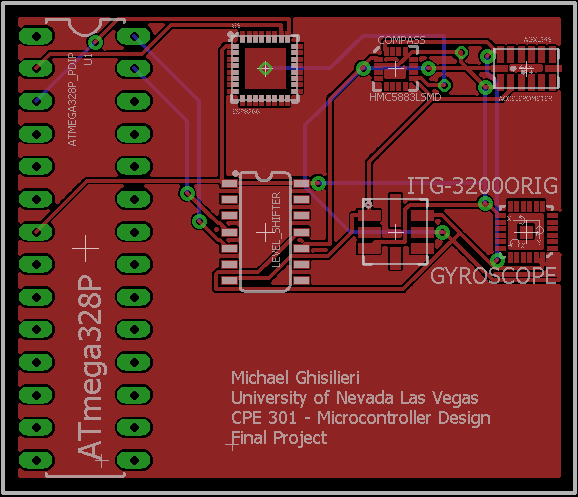 U1
ATMEGA328P_PDIP
COMPASS
HMC5883LSMD
ADXL345
ACCELEROMETER
LEVEL_SHIFTER
ITG-3200ORIG
GYROSCOPE
ATmega328P
Michael Ghisilieri
University of Nevada Las Vegas
CPE 301 - Microcontroller Design
Final Project